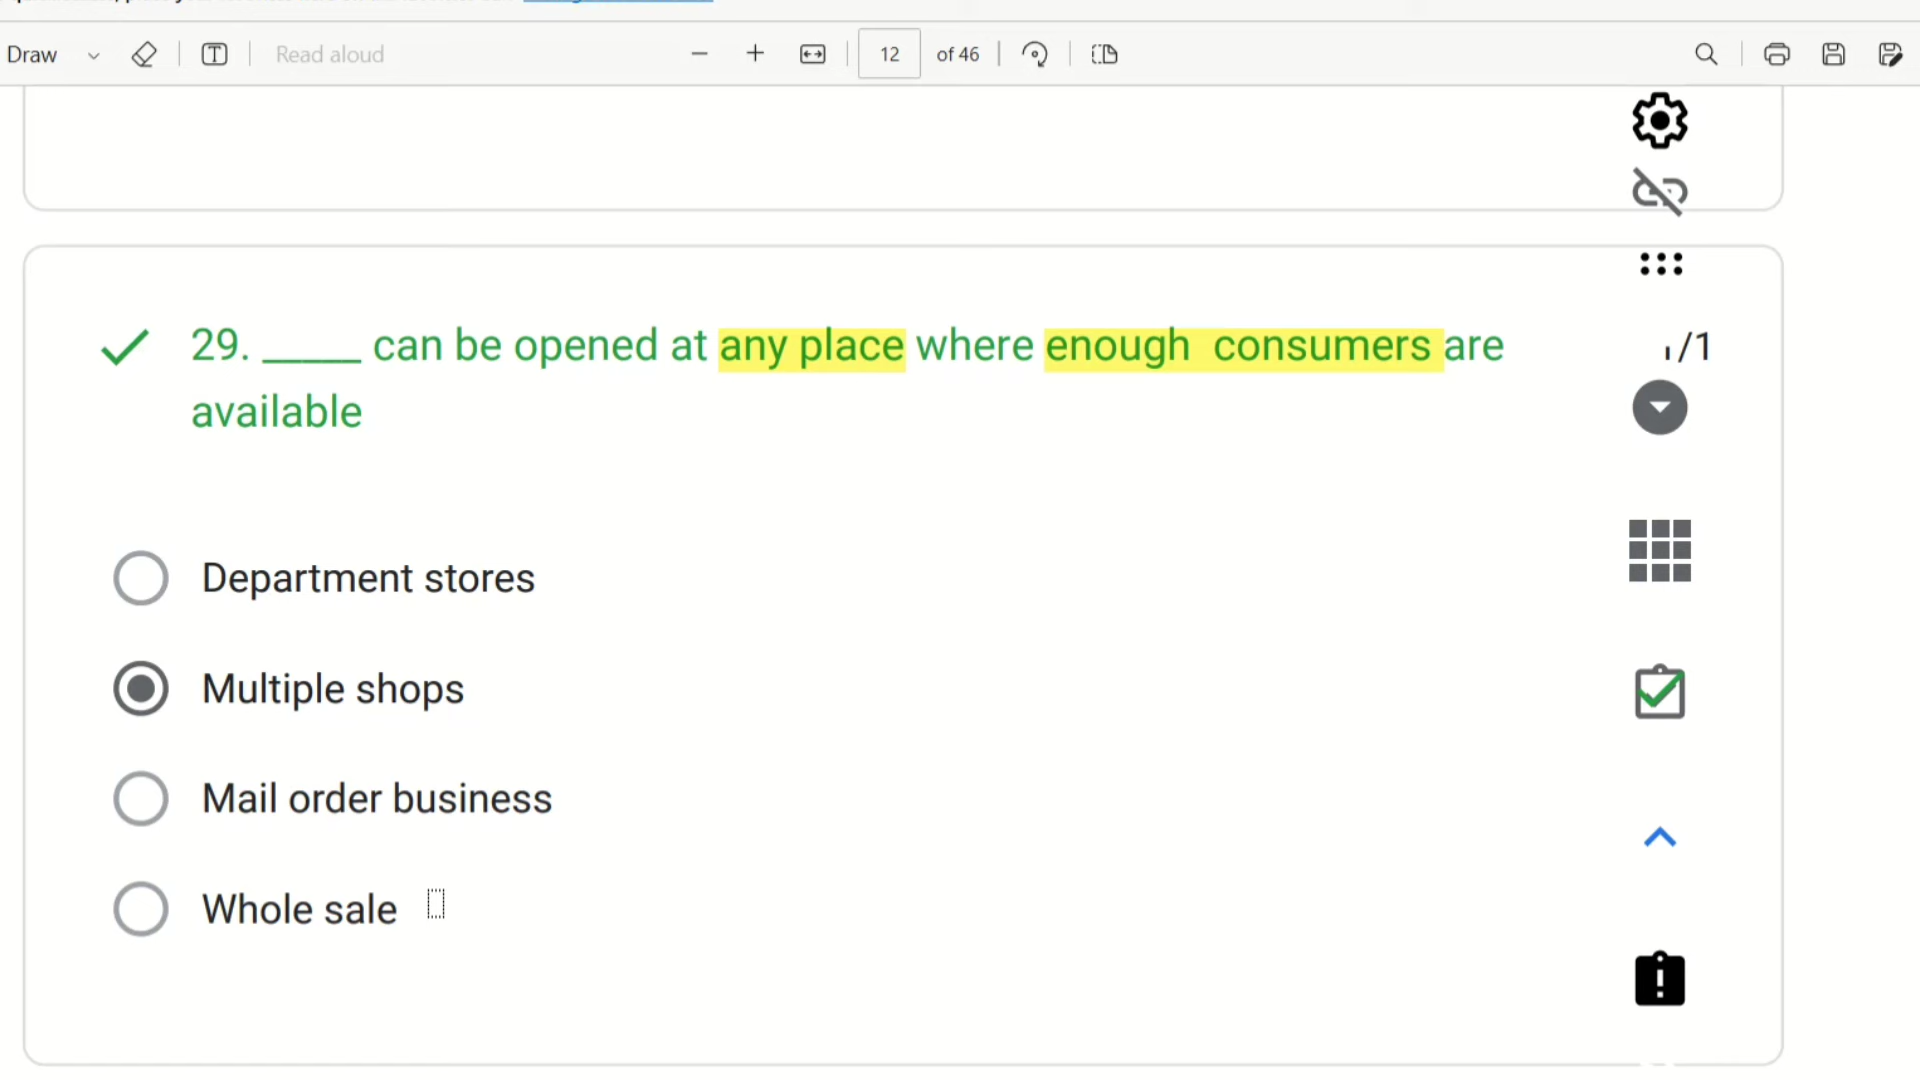 Draw
Read aloud
12 of 46
29. _____ can be opened at any place where enough consumers are
available
/1
Department stores
Multiple shops
Mail order business
Whole sale